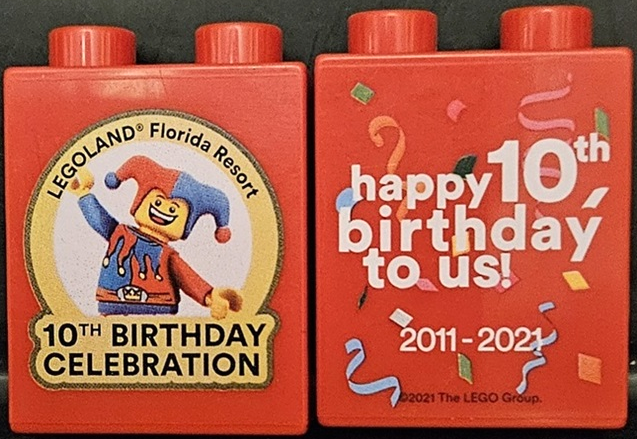 LEGOLAND® Florida Resort
10TH BIRTHDAY
CELEBRATION
happy 10th
birthday
to us!
2011-2021
©2021 The LEGO Group.